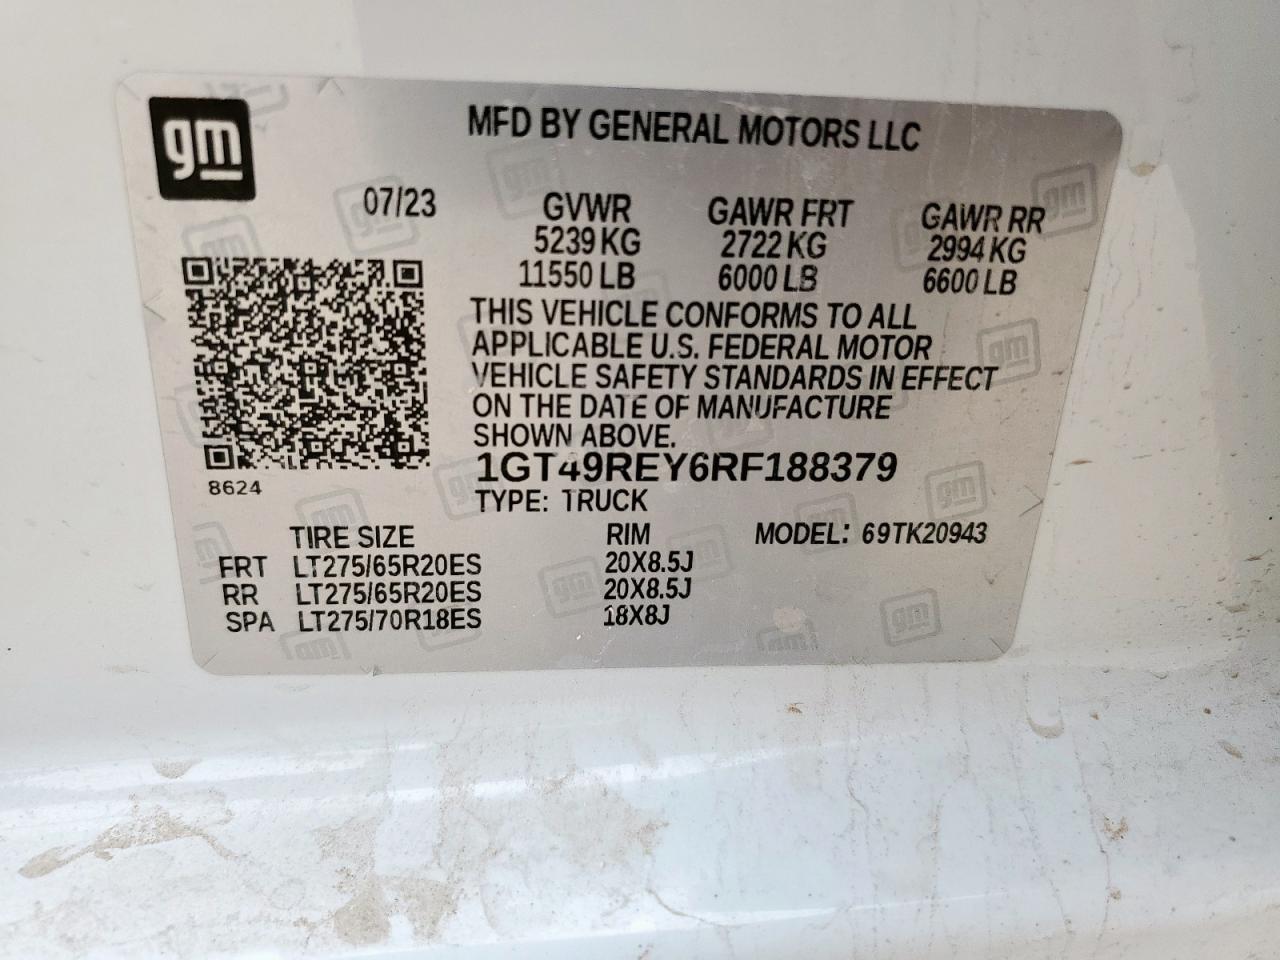 gm
MFD BY GENERAL MOTORS LLC
07/23
GVWR GAWR FRT GAWR RR
5239 KG 2722 KG 2994 KG
11550 LB 6000 LB 6600 LB
THIS VEHICLE CONFORMS TO ALL
APPLICABLE U.S. FEDERAL MOTOR
VEHICLE SAFETY STANDARDS IN EFFECT
ON THE DATE OF MANUFACTURE
SHOWN ABOVE.
1GT49REY6RF188379
8624
TYPE: TRUCK
TIRE SIZE RIM MODEL: 69TK20943
FRT LT275/65R20ES 20X8.5J
RR LT275/65R20ES 20X8.5J
SPA LT275/70R18ES 18X8J